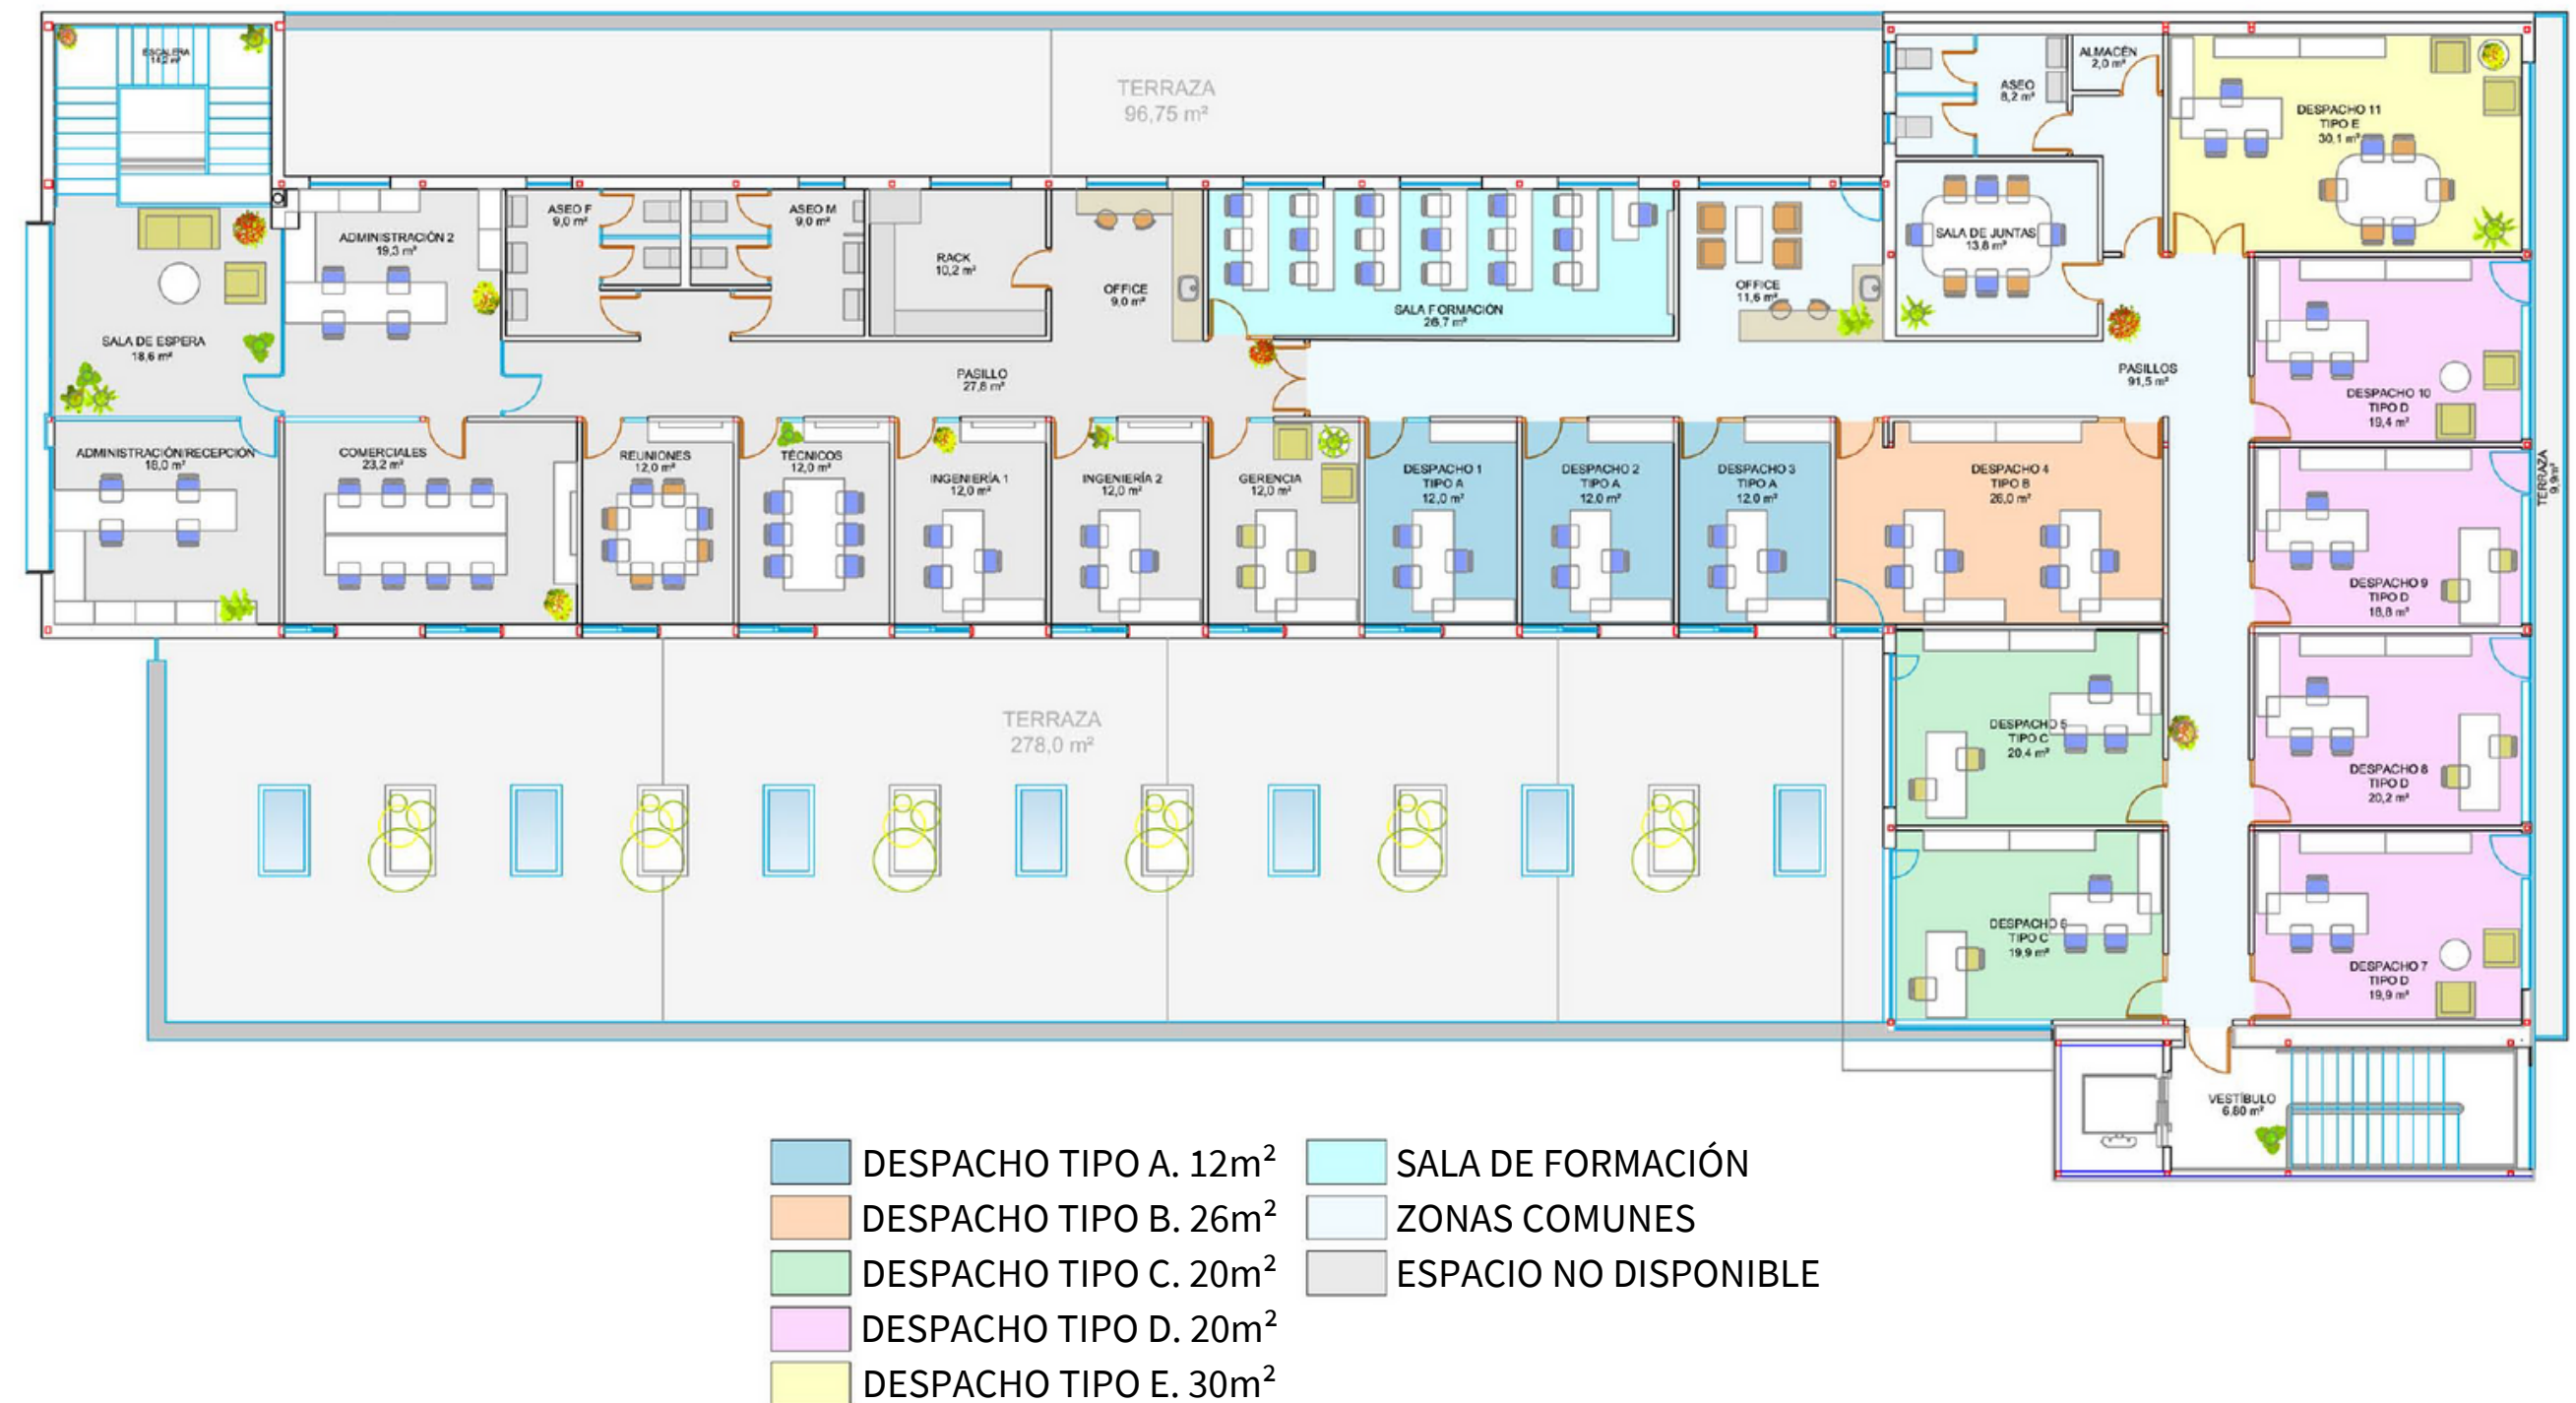 ESCALERA
14,2 m²
TERRAZA
96,75 m²
ASEO
8,2 m²
ALMACÉN
2,0 m²
DESPACHO 11
TIPO E
30,1 m²
ADMINISTRACIÓN 2
19,3 m²
ASEO F
9,0 m²
ASEO M
9,0 m²
RACK
10,2 m²
OFFICE
9,0 m²
SALA FORMACIÓN
26,7 m²
OFFICE
11,6 m²
SALA DE JUNTAS
13,8 m²
SALA DE ESPERA
18,6 m²
PASILLO
27,8 m²
PASILLOS
91,5 m²
DESPACHO 10
TIPO D
19,4 m²
ADMINISTRACIÓN/RECEPCIÓN
18,0 m²
COMERCIALES
23,2 m²
REUNIONES
12,0 m²
TÉCNICOS
12,0 m²
INGENIERÍA 1
12,0 m²
INGENIERÍA 2
12,0 m²
GERENCIA
12,0 m²
DESPACHO 1
TIPO A
12,0 m²
DESPACHO 2
TIPO A
12,0 m²
DESPACHO 3
TIPO A
12,0 m²
DESPACHO 4
TIPO B
26,0 m²
TERRAZA
9,9m²
DESPACHO 9
TIPO D
18,8 m²
TERRAZA
278,0 m²
DESPACHO 5
TIPO C
20,4 m²
DESPACHO 8
TIPO D
20,2 m²
DESPACHO 6
TIPO C
19,9 m²
DESPACHO 7
TIPO D
19,9 m²
VESTÍBULO
6,80 m²
DESPACHO TIPO A. 12m²
DESPACHO TIPO B. 26m²
DESPACHO TIPO C. 20m²
DESPACHO TIPO D. 20m²
DESPACHO TIPO E. 30m²
SALA DE FORMACIÓN
ZONAS COMUNES
ESPACIO NO DISPONIBLE